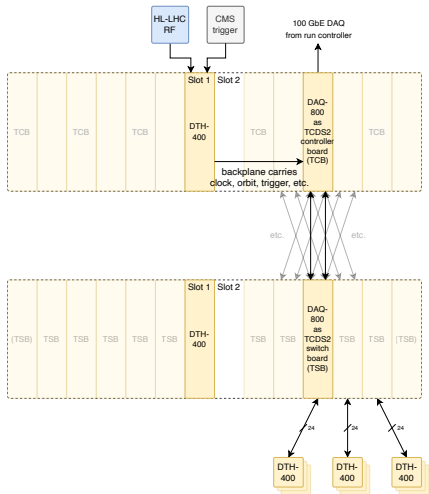 HL-LHC
RF
CMS
trigger
100 GbE DAQ
from run controller
Slot 1
Slot 2
TCB
TCB
TCB
DTH-
400
TCB
DAQ-
800
as
TCDS2
controller
board
(TCB)
TCB
backplane carries
clock, orbit, trigger, etc.
etc.
etc.
Slot 1
Slot 2
(TSB)
TSB
TSB
TSB
TSB
TSB
DTH-
400
TSB
TSB
DAQ-
800
as
TCDS2
switch
board
(TSB)
TSB
TSB
(TSB)
24
24
24
DTH-
400
DTH-
400
DTH-
400